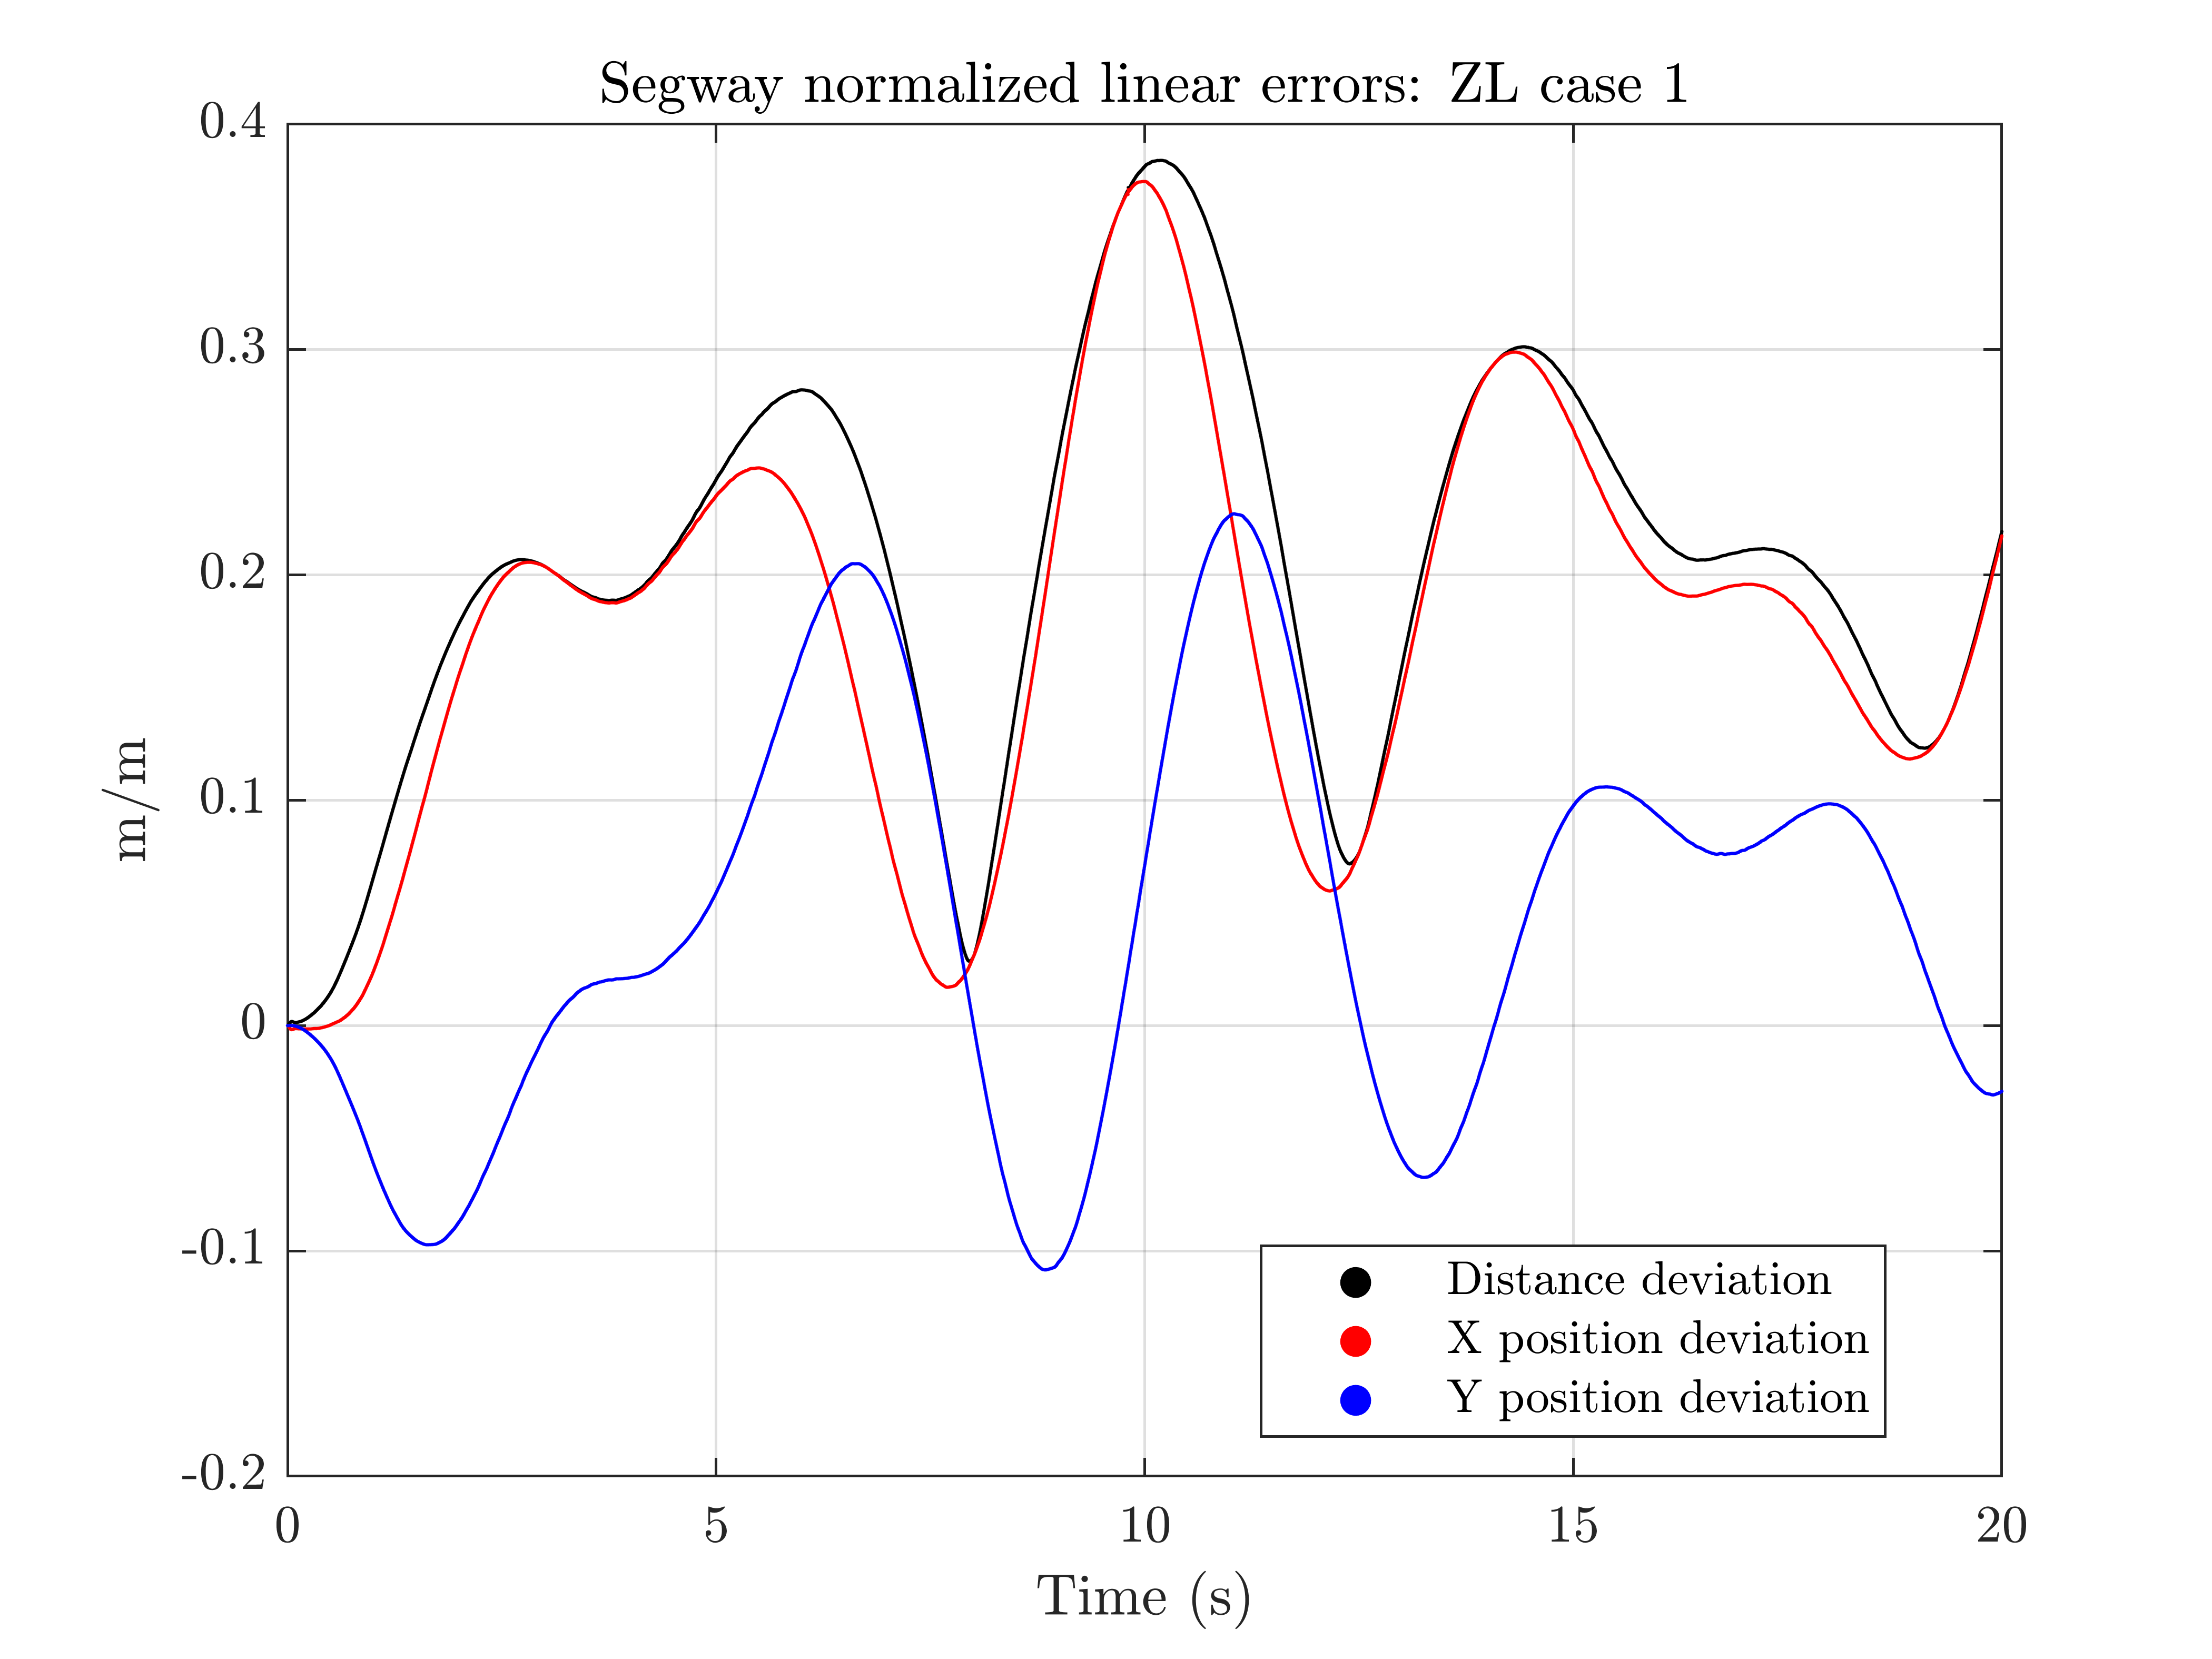 Segway normalized linear errors: ZL case 1
0.4
0.3
0.2
0.1
0
-0.1
-0.2
m/m
0 5 10 15 20
Time (s)
Distance deviation
X position deviation
Y position deviation